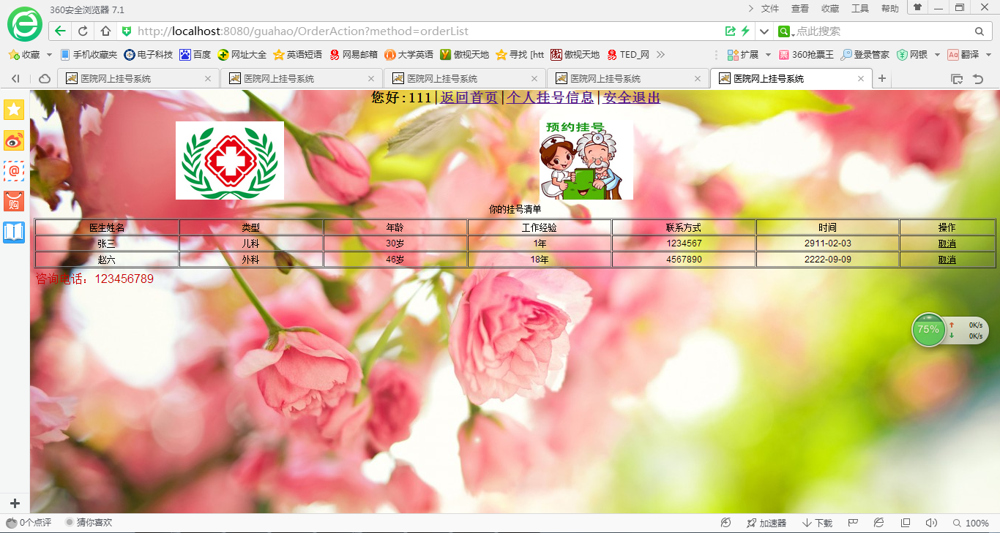 360安全浏览器 7.1
文件 查看 收藏 工具 帮助
http://localhost:8080/guahao/OrderAction?method=orderList
点此搜索
收藏 手机收藏夹 电子科技 百度 网址大全 英语短语 网易邮箱 大学英语 傲视天地 寻找 [htt 傲视天地 TED_网 扩展 360抢票王 登录管家 网银 翻译
医院网上挂号系统 医院网上挂号系统 医院网上挂号系统 医院网上挂号系统 医院网上挂号系统
您好:111|返回首页|个人挂号信息|安全退出
预约挂号
你的挂号清单
医生姓名 类型 年龄 工作经验 联系方式 时间 操作
张三 儿科 30岁 1年 1234567 2911-02-03 取消
赵六 外科 46岁 18年 4567890 2222-09-09 取消
咨询电话：123456789
购
75%
0K/s
0K/s
0个点评 猜你喜欢 加速器 下载 100%